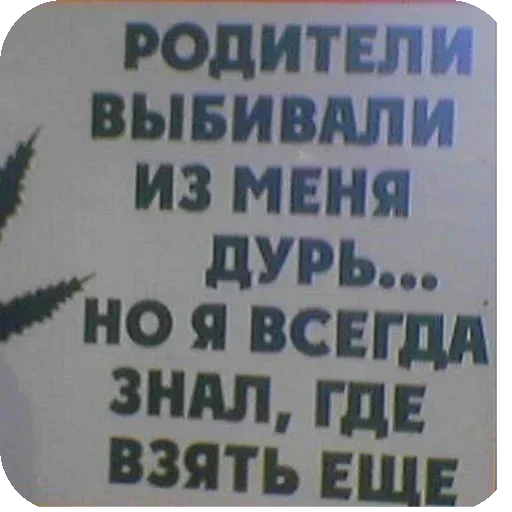 РОДИТЕЛИ
ВЫБИВАЛИ
ИЗ МЕНЯ
ДУРЬ...
НО Я ВСЕГДА
ЗНАЛ, ГДЕ
ВЗЯТЬ ЕЩЕ